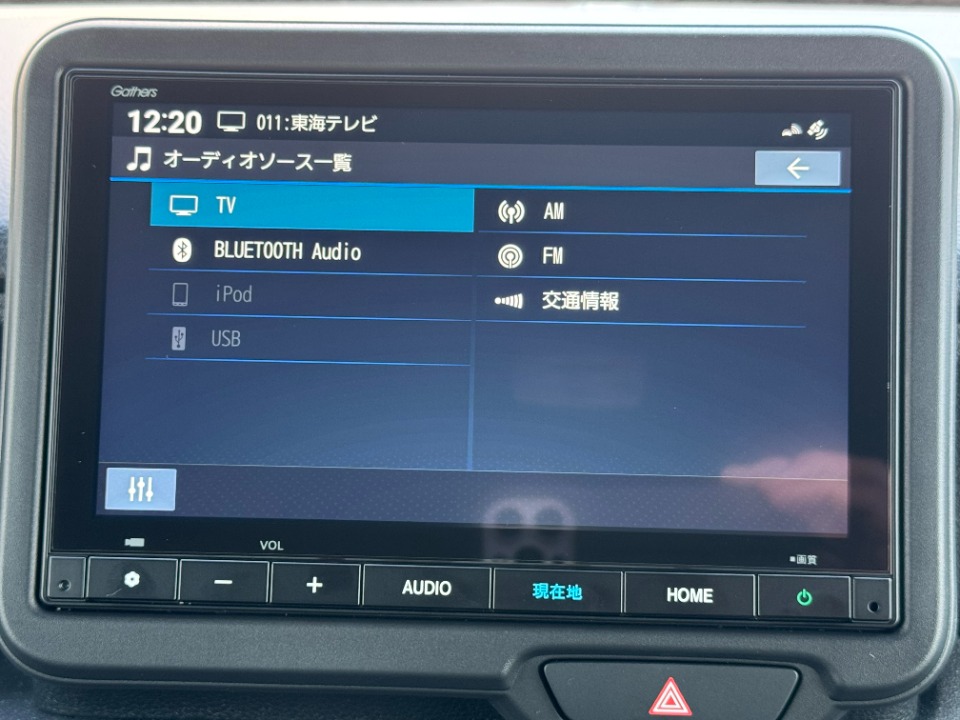 Gathers
12:20 011:東海テレビ
オーディオソース一覧
TV
BLUETOOTH Audio
iPod
USB
AM
FM
交通情報
VOL
画質
AUDIO
現在地
HOME